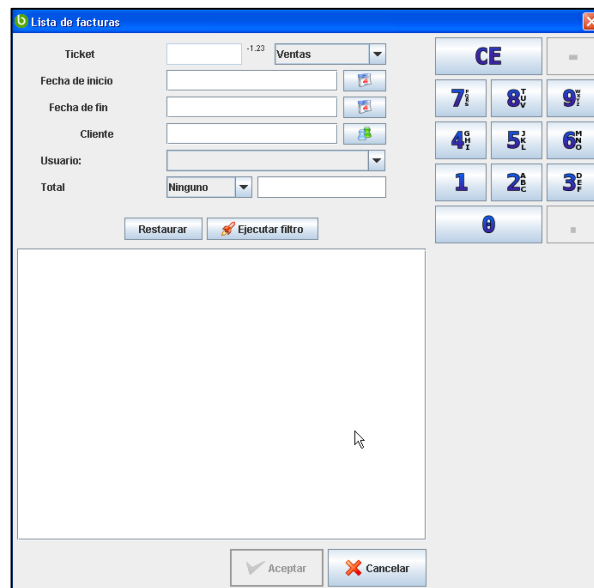 Lista de facturas
Ticket -1.23 Ventas
Fecha de inicio
Fecha de fin
Cliente
Usuario:
Total Ninguno
Restaurar Ejecutar filtro
CE -
7 P Q R S 8 T U V 9 W X Y Z
4 G H I 5 J K L 6 M N O
1 2 A B C 3 D E F
0 .
Aceptar Cancelar